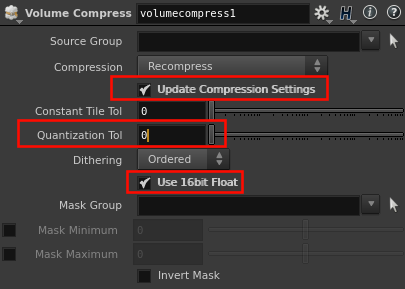 Volume Compress volumecompress1
Source Group
Compression Recompress
Update Compression Settings
Constant Tile Tol 0
Quantization Tol 0
Dithering Ordered
Use 16bit Float
Mask Group
Mask Minimum 0
Mask Maximum 0
Invert Mask